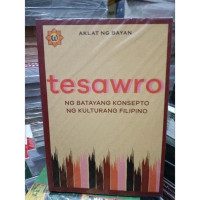 AKLAT NG BAYAN
tesawro
NG BATAYANG KONSEPTO
NG KULTURANG FILIPINO